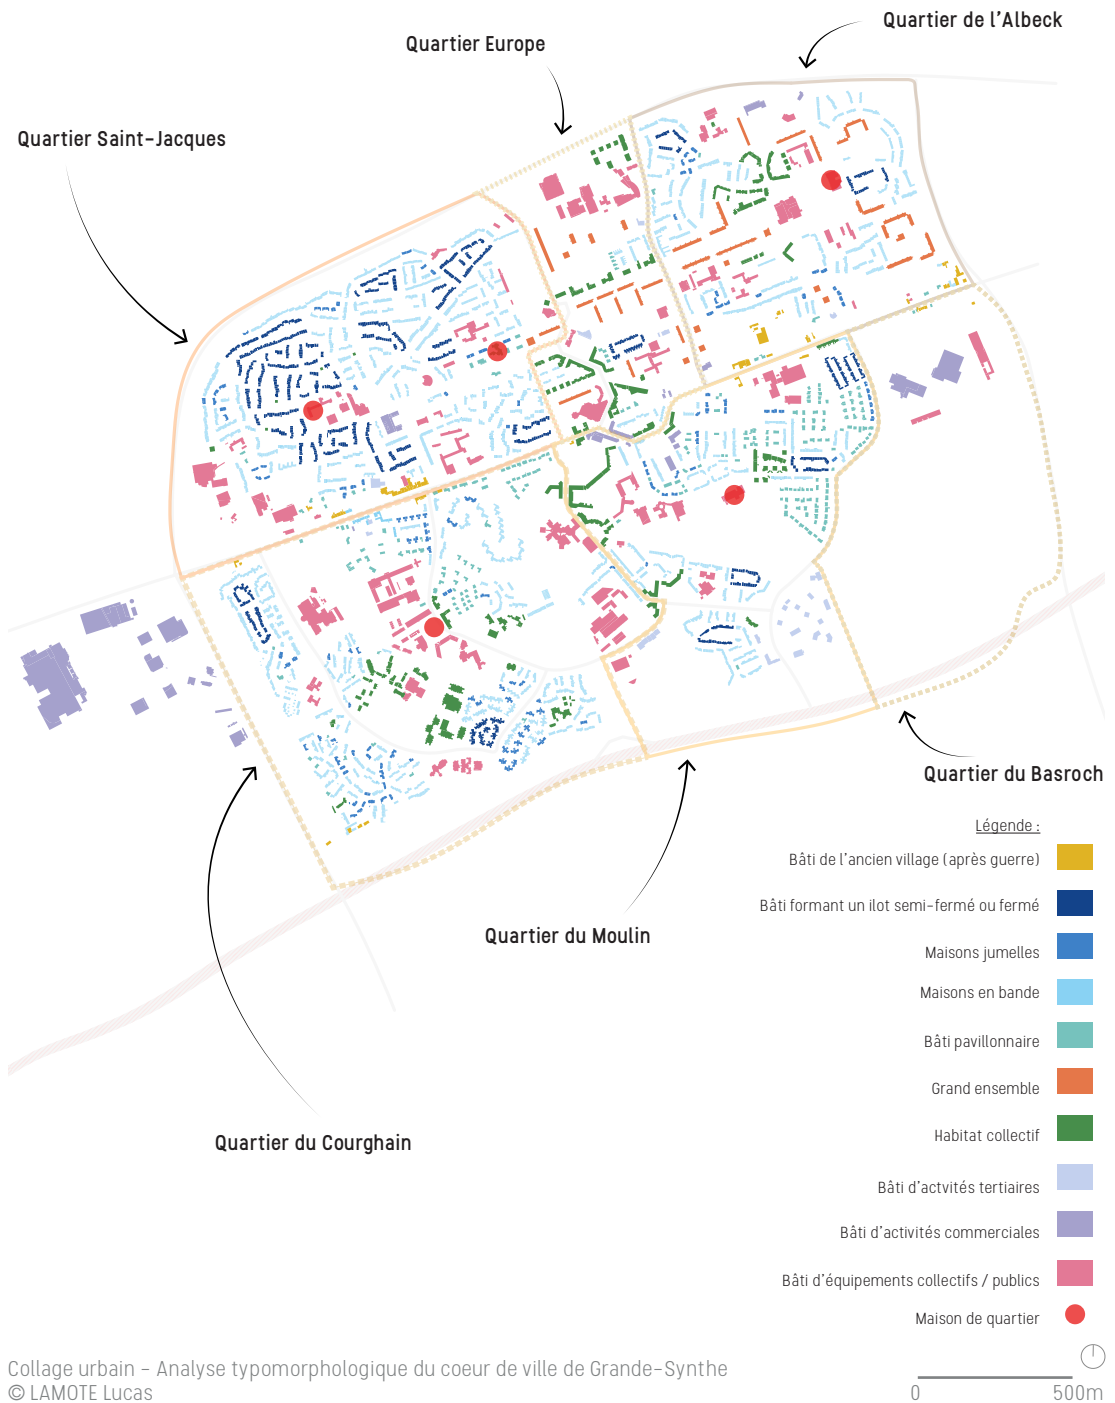 Quartier de l'Albeck
Quartier Europe
Quartier Saint-Jacques
Quartier du Basroch
Légende :
Bâti de l'ancien village (après guerre)
Bâti formant un ilot semi-fermé ou fermé
Maisons jumelles
Maisons en bande
Bâti pavillonnaire
Grand ensemble
Habitat collectif
Bâti d'actvités tertiaires
Bâti d'activités commerciales
Bâti d'équipements collectifs / publics
Maison de quartier
Quartier du Moulin
Quartier du Courghain
Collage urbain - Analyse typomorphologique du coeur de ville de Grande-Synthe
© LAMOTE Lucas
0 500m